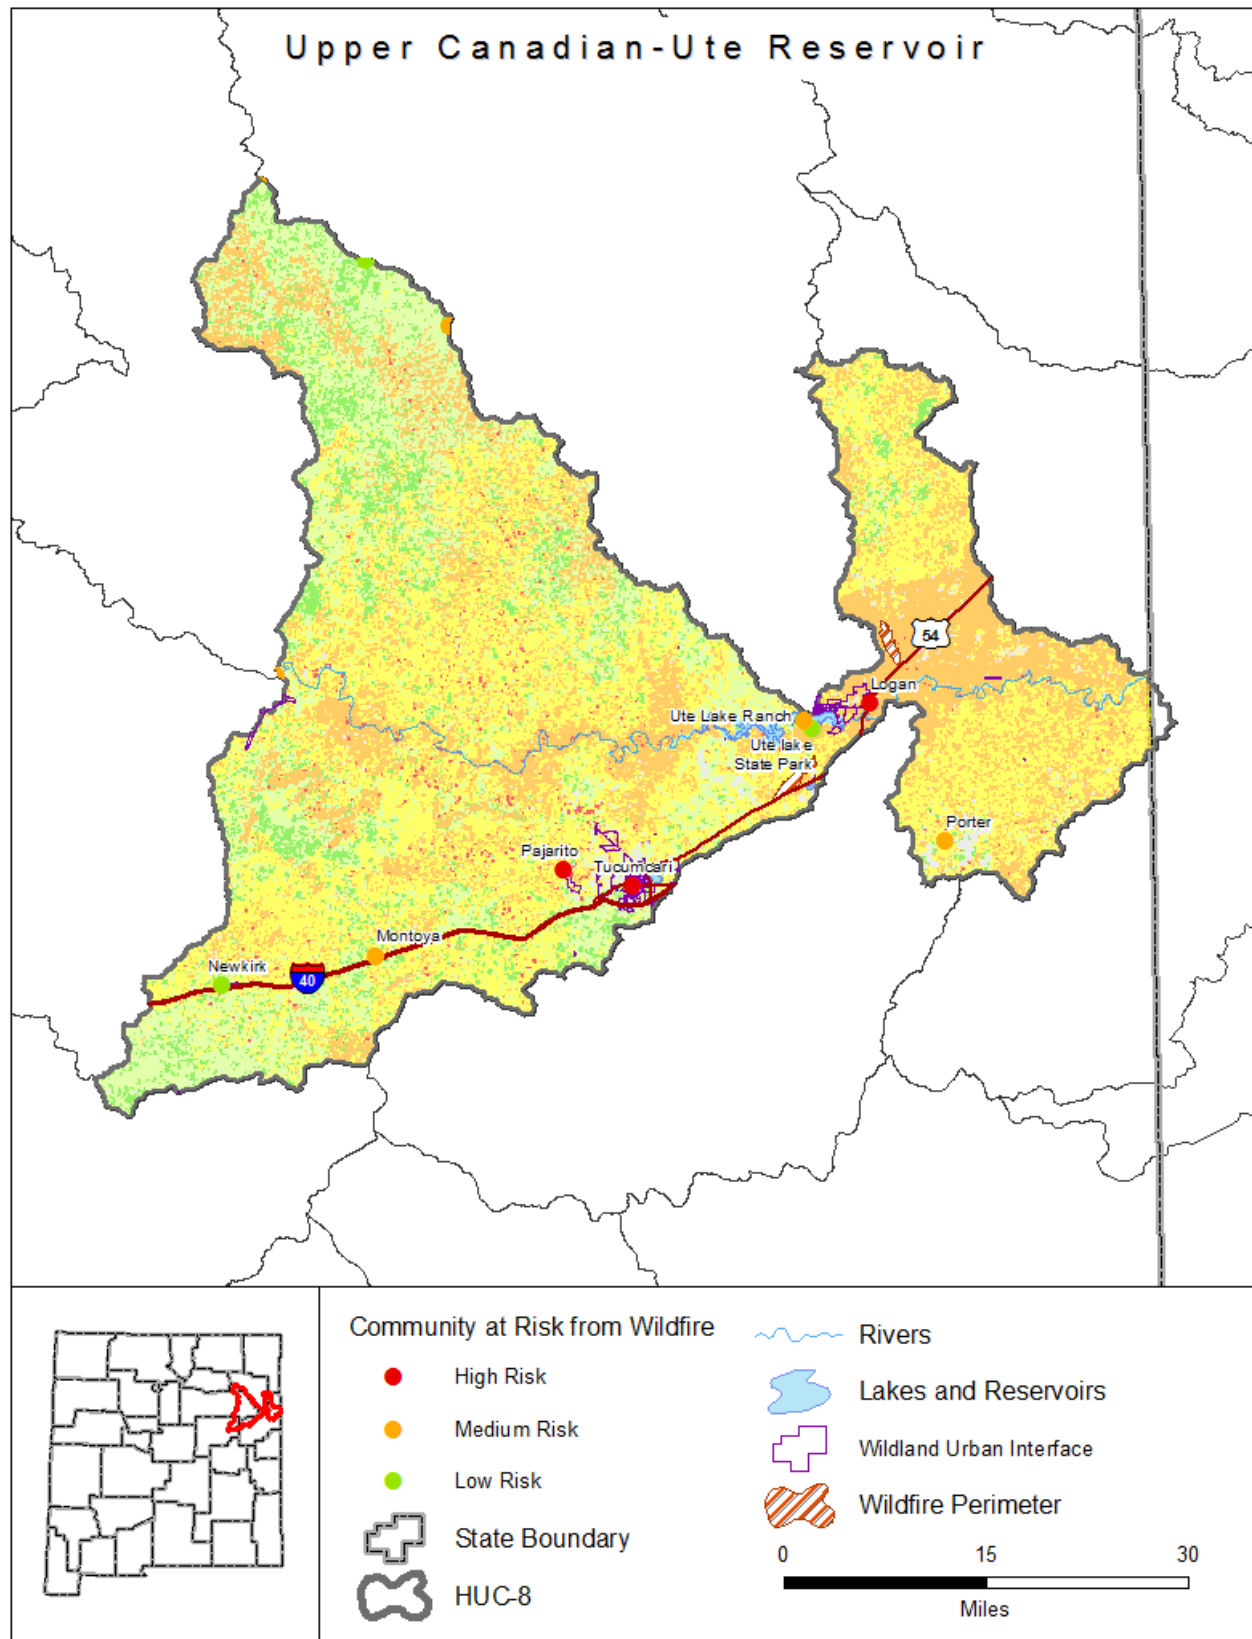 Upper Canadian-Ute Reservoir
54
Logan
Ute Lake Ranch
Ute lake
State Park
Porter
Pajarito
Tucumcari
Montoya
Newkirk
40
Community at Risk from Wildfire
High Risk
Medium Risk
Low Risk
State Boundary
HUC-8
Rivers
Lakes and Reservoirs
Wildland Urban Interface
Wildfire Perimeter
0 15 30
Miles